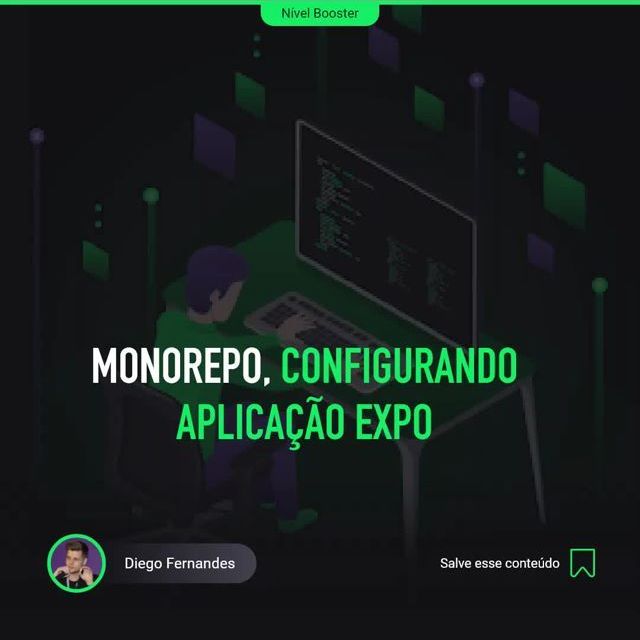 Nível Booster
MONOREPO, CONFIGURANDO
APLICAÇÃO EXPO
Diego Fernandes
Salve esse conteúdo